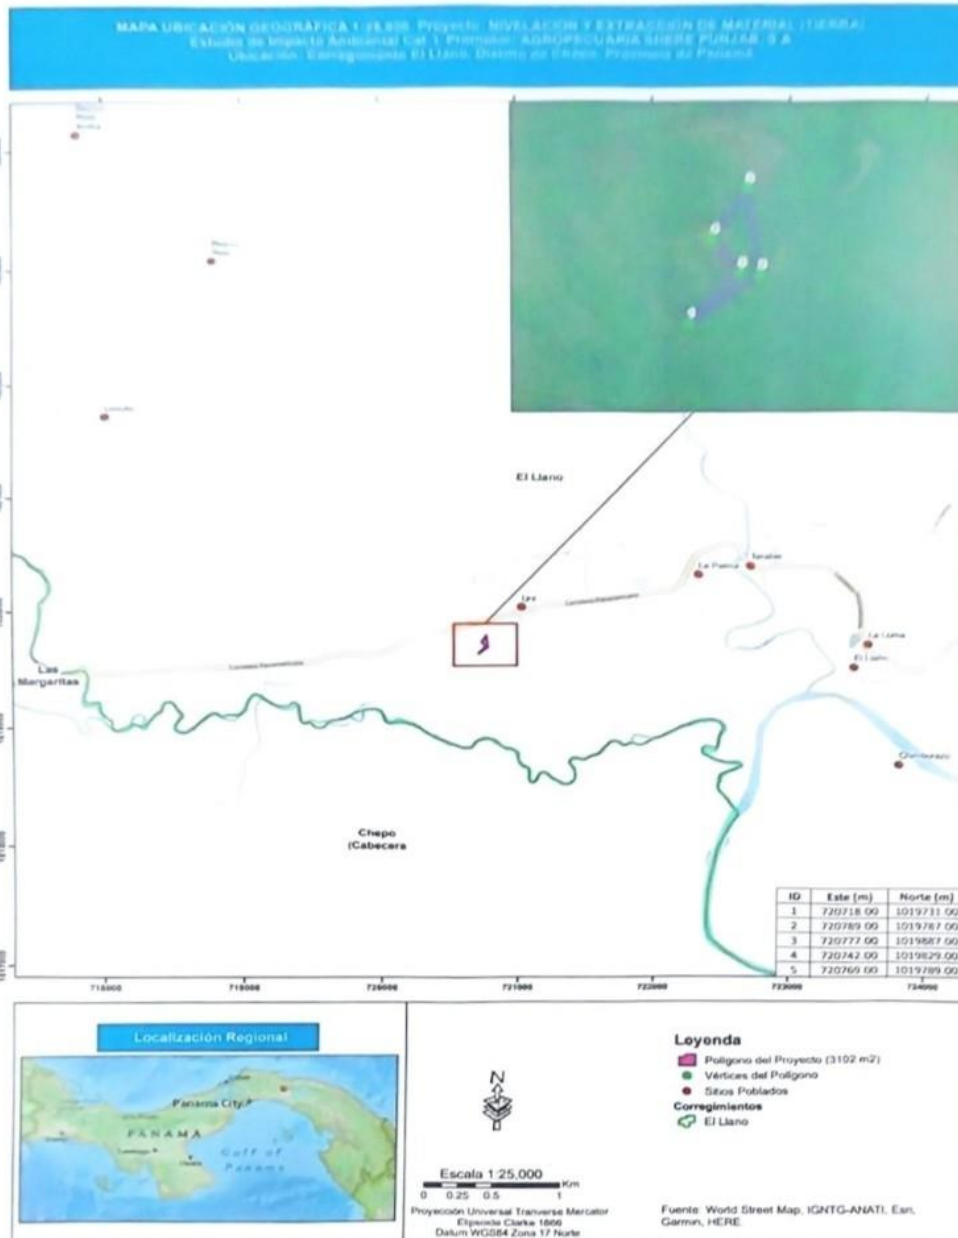 MAPA UBICACIÓN GEOGRÁFICA 1:25,000 Proyecto: NIVELACIÓN Y EXTRACCIÓN DE MATERIAL (TIERRA)
Estudio de Impacto Ambiental Cat. I. Promotor: AGROPECUARIA SHERE PUNJAB, S.A
Ubicación: Corregimiento El Llano, Distrito de Chepo, Provincia de Panamá
El Llano
La Palma
Carretera Panamericana
La Loma
El Llano
Las
Margaritas
Carretera Panamericana
Chepo
(Cabecera
ID Este (m) Norte (m)
1 720718.00 1019731.00
2 720789.00 1019787.00
3 720777.00 1019887.00
4 720742.00 1019829.00
5 720769.00 1019789.00
718000 719000 720000 721000 722000 723000 724000
Localización Regional
Panama City
PANAMA
Gulf of
Panama
N
Escala 1:25,000
Km
0 0.25 0.5 1
Proyección Universal Tranverse Mercator
Elipsoide Clarke 1866
Datum WGS84 Zona 17 Norte
Leyenda
Polígono del Proyecto (3102 m2)
Vértices del Polígono
Sitios Poblados
Corregimientos
El Llano
Fuente: World Street Map, IGNTG-ANATI, Esri,
Garmin, HERE